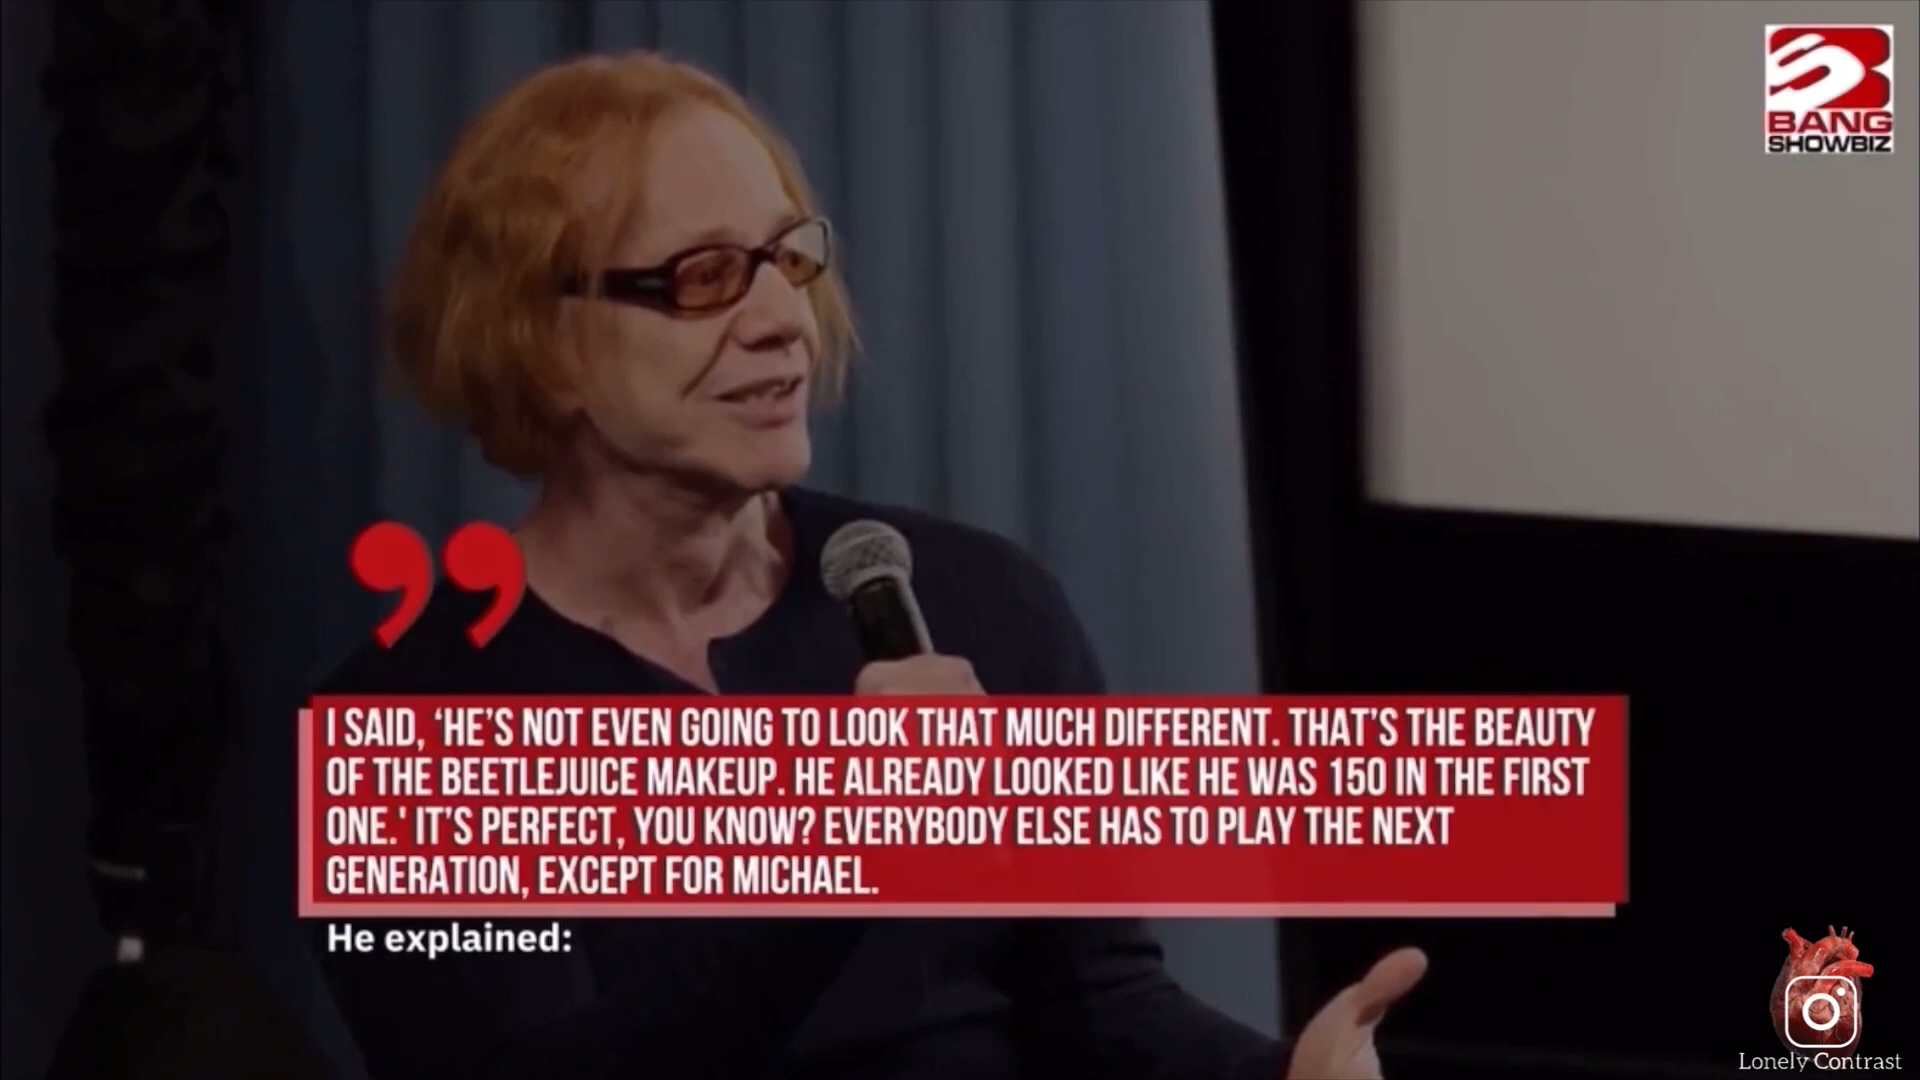 BANG
SHOWBIZ
I SAID, ‘HE’S NOT EVEN GOING TO LOOK THAT MUCH DIFFERENT. THAT’S THE BEAUTY
OF THE BEETLEJUICE MAKEUP. HE ALREADY LOOKED LIKE HE WAS 150 IN THE FIRST
ONE.' IT’S PERFECT, YOU KNOW? EVERYBODY ELSE HAS TO PLAY THE NEXT
GENERATION, EXCEPT FOR MICHAEL.
He explained:
Lonely Contrast